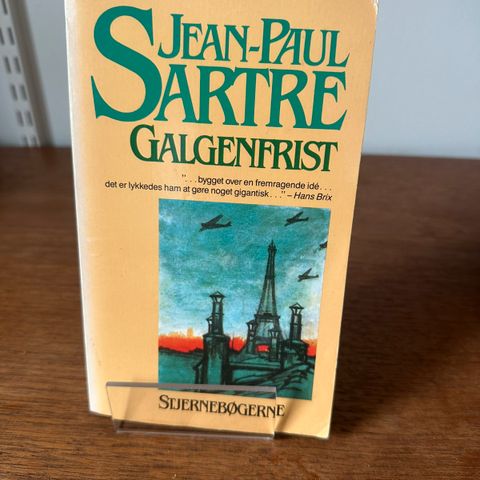 JEAN-PAUL
SARTRE
GALGENFRIST
"... bygget over en fremragende idé...
det er lykkedes ham at gøre noget gigantisk..." – Hans Brix
STJERNEBØGERNE